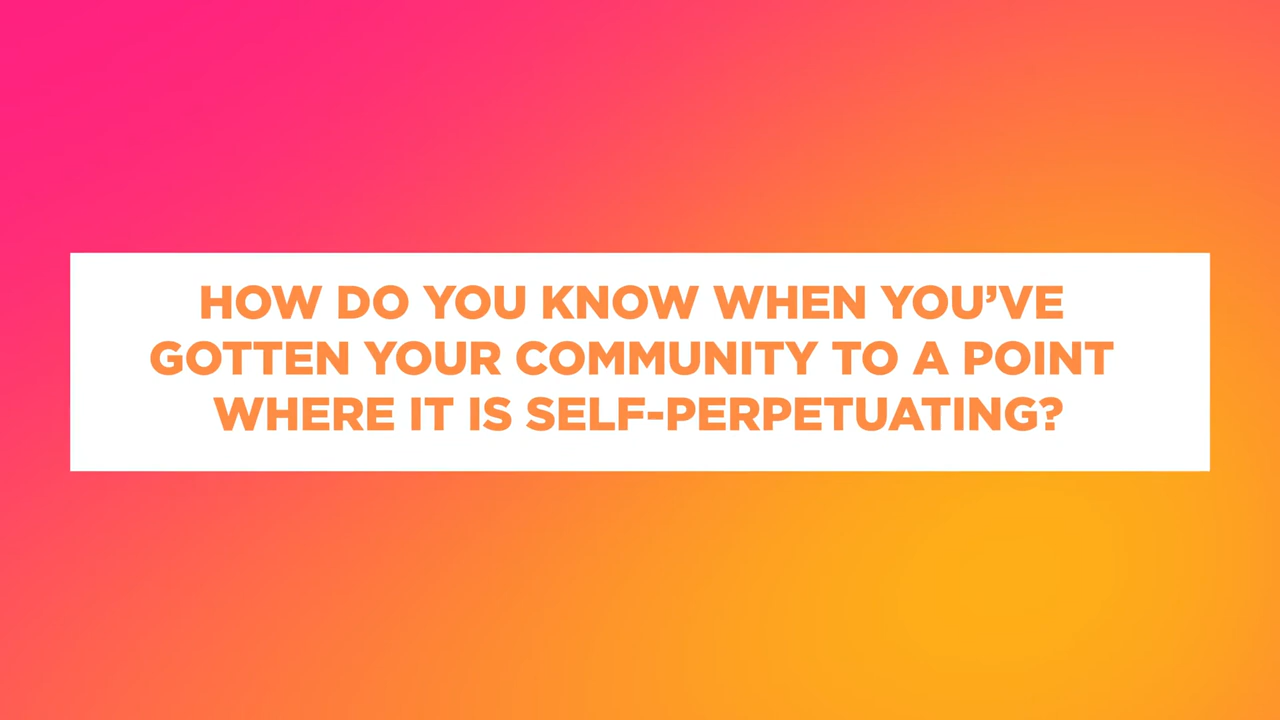 HOW DO YOU KNOW WHEN YOU’VE
GOTTEN YOUR COMMUNITY TO A POINT
WHERE IT IS SELF-PERPETUATING?